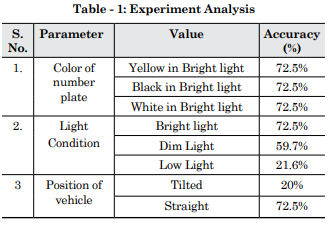 Table - 1: Experiment Analysis
S. No. Parameter Value Accuracy (%)
1. Color of number plate Yellow in Bright light 72.5%
Black in Bright light 72.5%
White in Bright light 72.5%
2. Light Condition Bright light 72.5%
Dim Light 59.7%
Low Light 21.6%
3 Position of vehicle Tilted 20%
Straight 72.5%